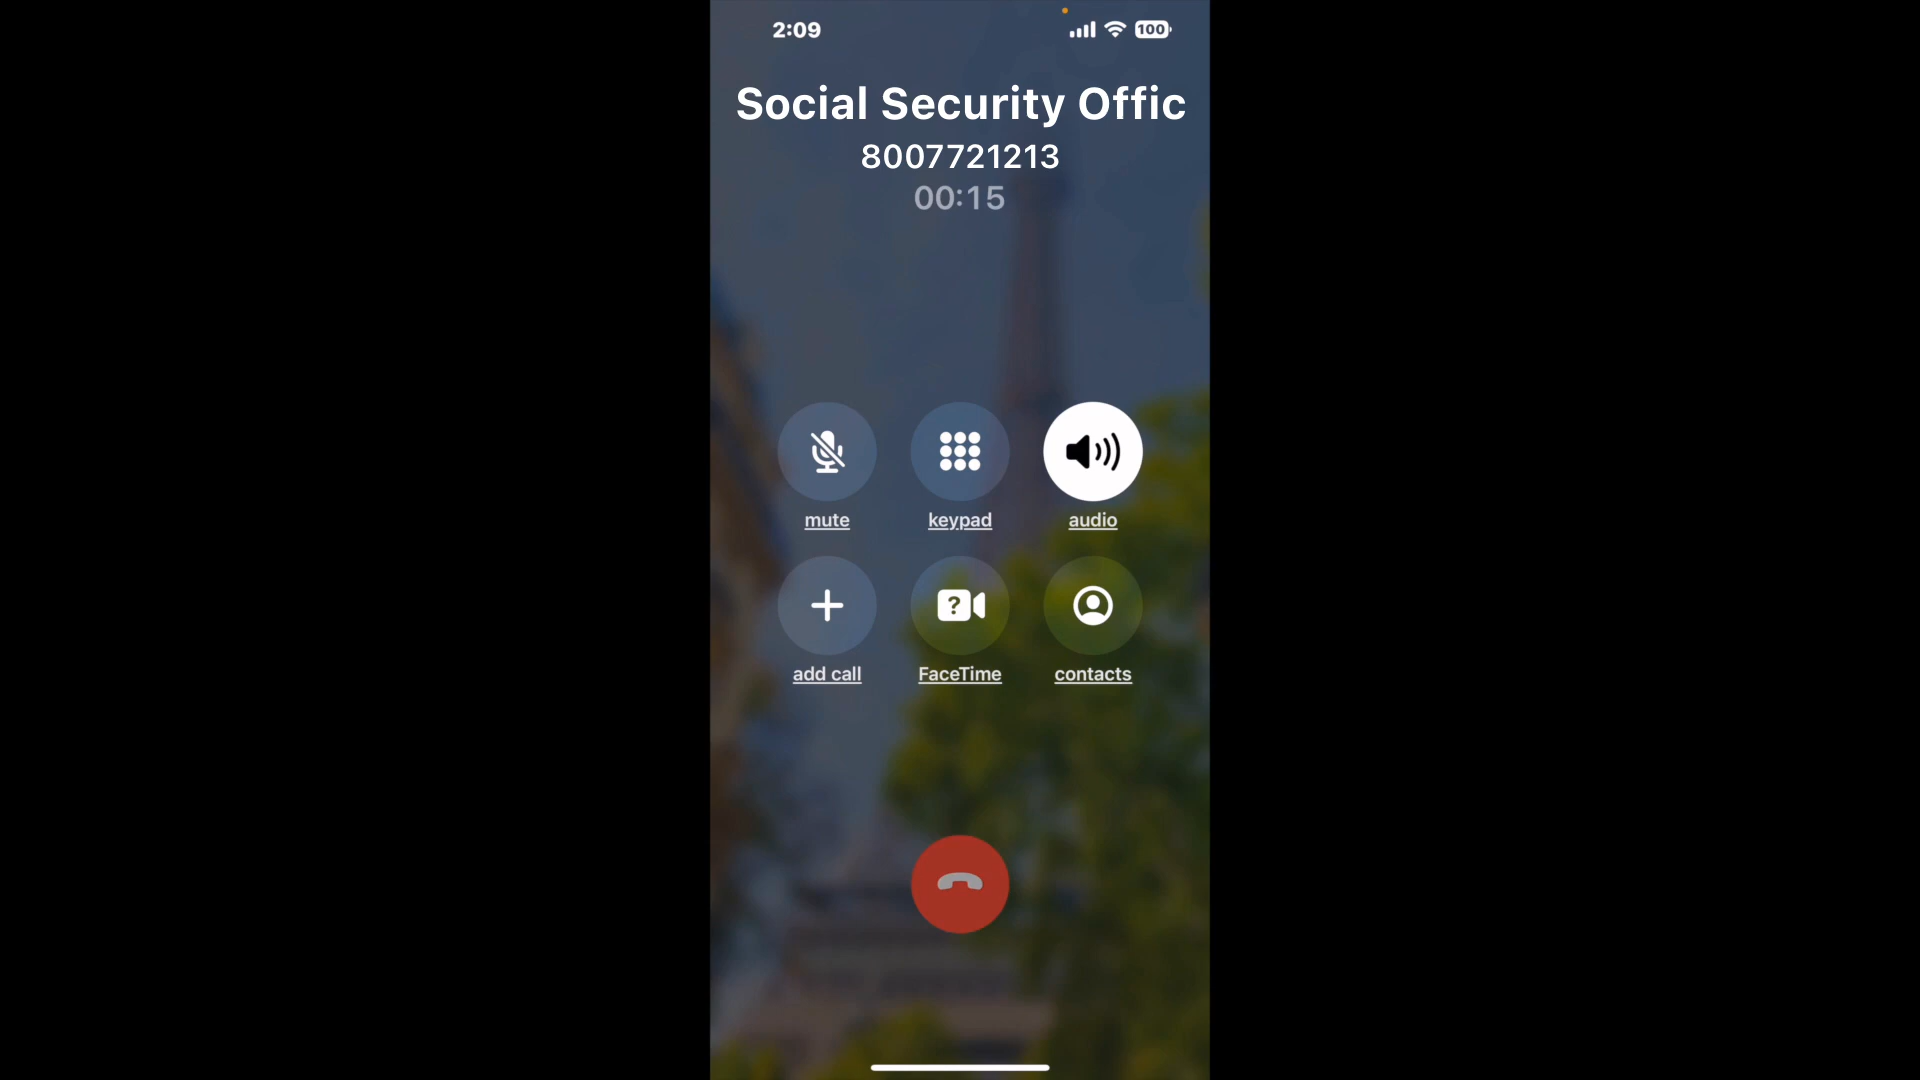 2:09
100
Social Security Offic
8007721213
00:15
mute
keypad
audio
?
add call
FaceTime
contacts